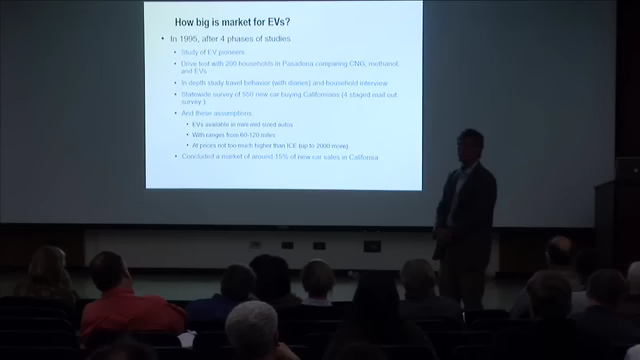 How big is market for EVs?
• In 1995, after 4 phases of studies
• Study of EV pioneers
• Drive test with 200 households in Pasadena comparing CNG, methanol,
and EVs
• In depth study travel behavior (with diaries) and household interview
• Statewide survey of 550 new car buying Californians (4 staged mail out
survey )
• And these assumptions
• EVs available in mini-mid sized autos
• With ranges from 60-120 miles
• At prices not too much higher than ICE (up to 2000 more)
• Concluded a market of around 15% of new car sales in California